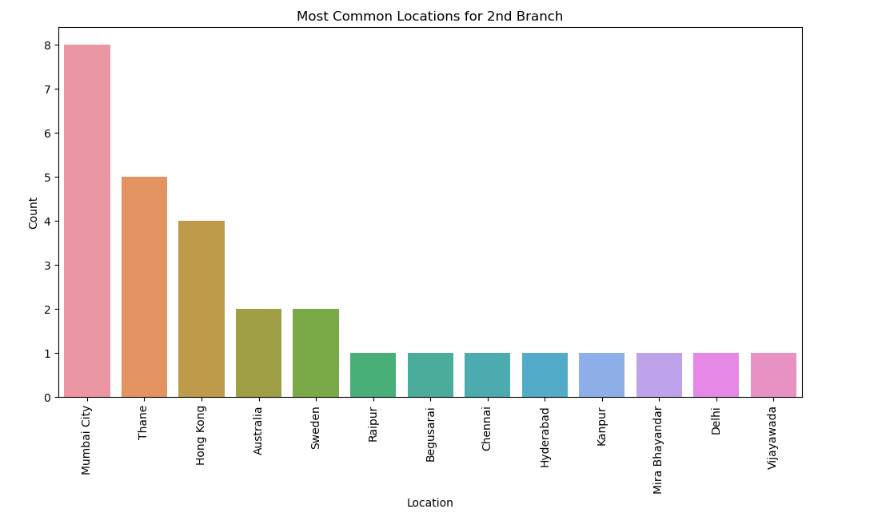 Most Common Locations for 2nd Branch
Count
8
7
6
5
4
3
2
1
0
Mumbai City
Thane
Hong Kong
Australia
Sweden
Raipur
Begusarai
Chennai
Hyderabad
Kanpur
Mira Bhayandar
Delhi
Vijayawada
Location